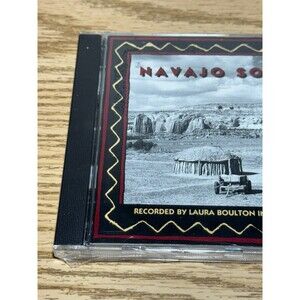 NAVAJO SO
RECORDED BY LAURA BOULTON IN